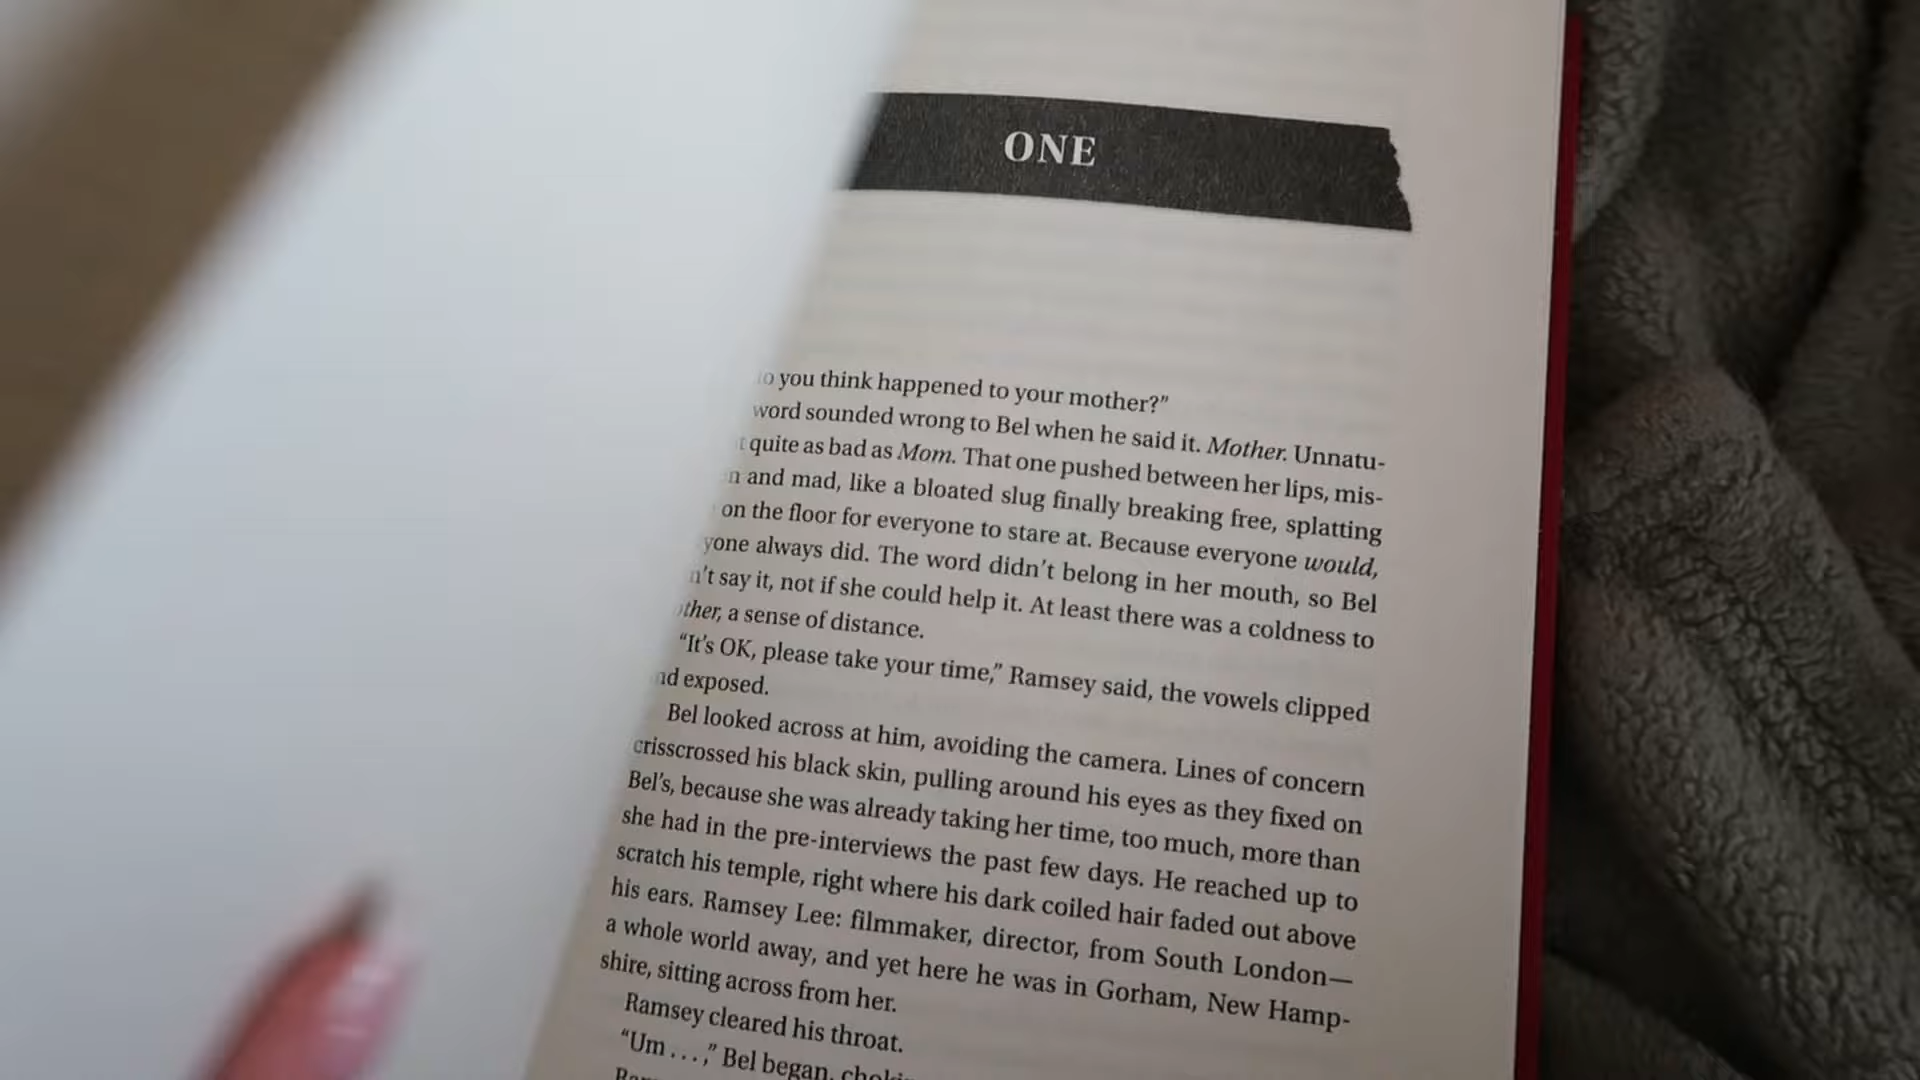 ONE
you think happened to your mother?”
word sounded wrong to Bel when he said it. Mother. Unnatu-
quite as bad as Mom. That one pushed between her lips, mis-
and mad, like a bloated slug finally breaking free, splatting
on the floor for everyone to stare at. Because everyone would,
yone always did. The word didn’t belong in her mouth, so Bel
n’t say it, not if she could help it. At least there was a coldness to
ther, a sense of distance.
“It’s OK, please take your time,” Ramsey said, the vowels clipped
nd exposed.
Bel looked across at him, avoiding the camera. Lines of concern
crisscrossed his black skin, pulling around his eyes as they fixed on
Bel’s, because she was already taking her time, too much, more than
she had in the pre-interviews the past few days. He reached up to
scratch his temple, right where his dark coiled hair faded out above
his ears. Ramsey Lee: filmmaker, director, from South London—
a whole world away, and yet here he was in Gorham, New Hamp-
shire, sitting across from her.
Ramsey cleared his throat.
“Um . . . ,” Bel began,